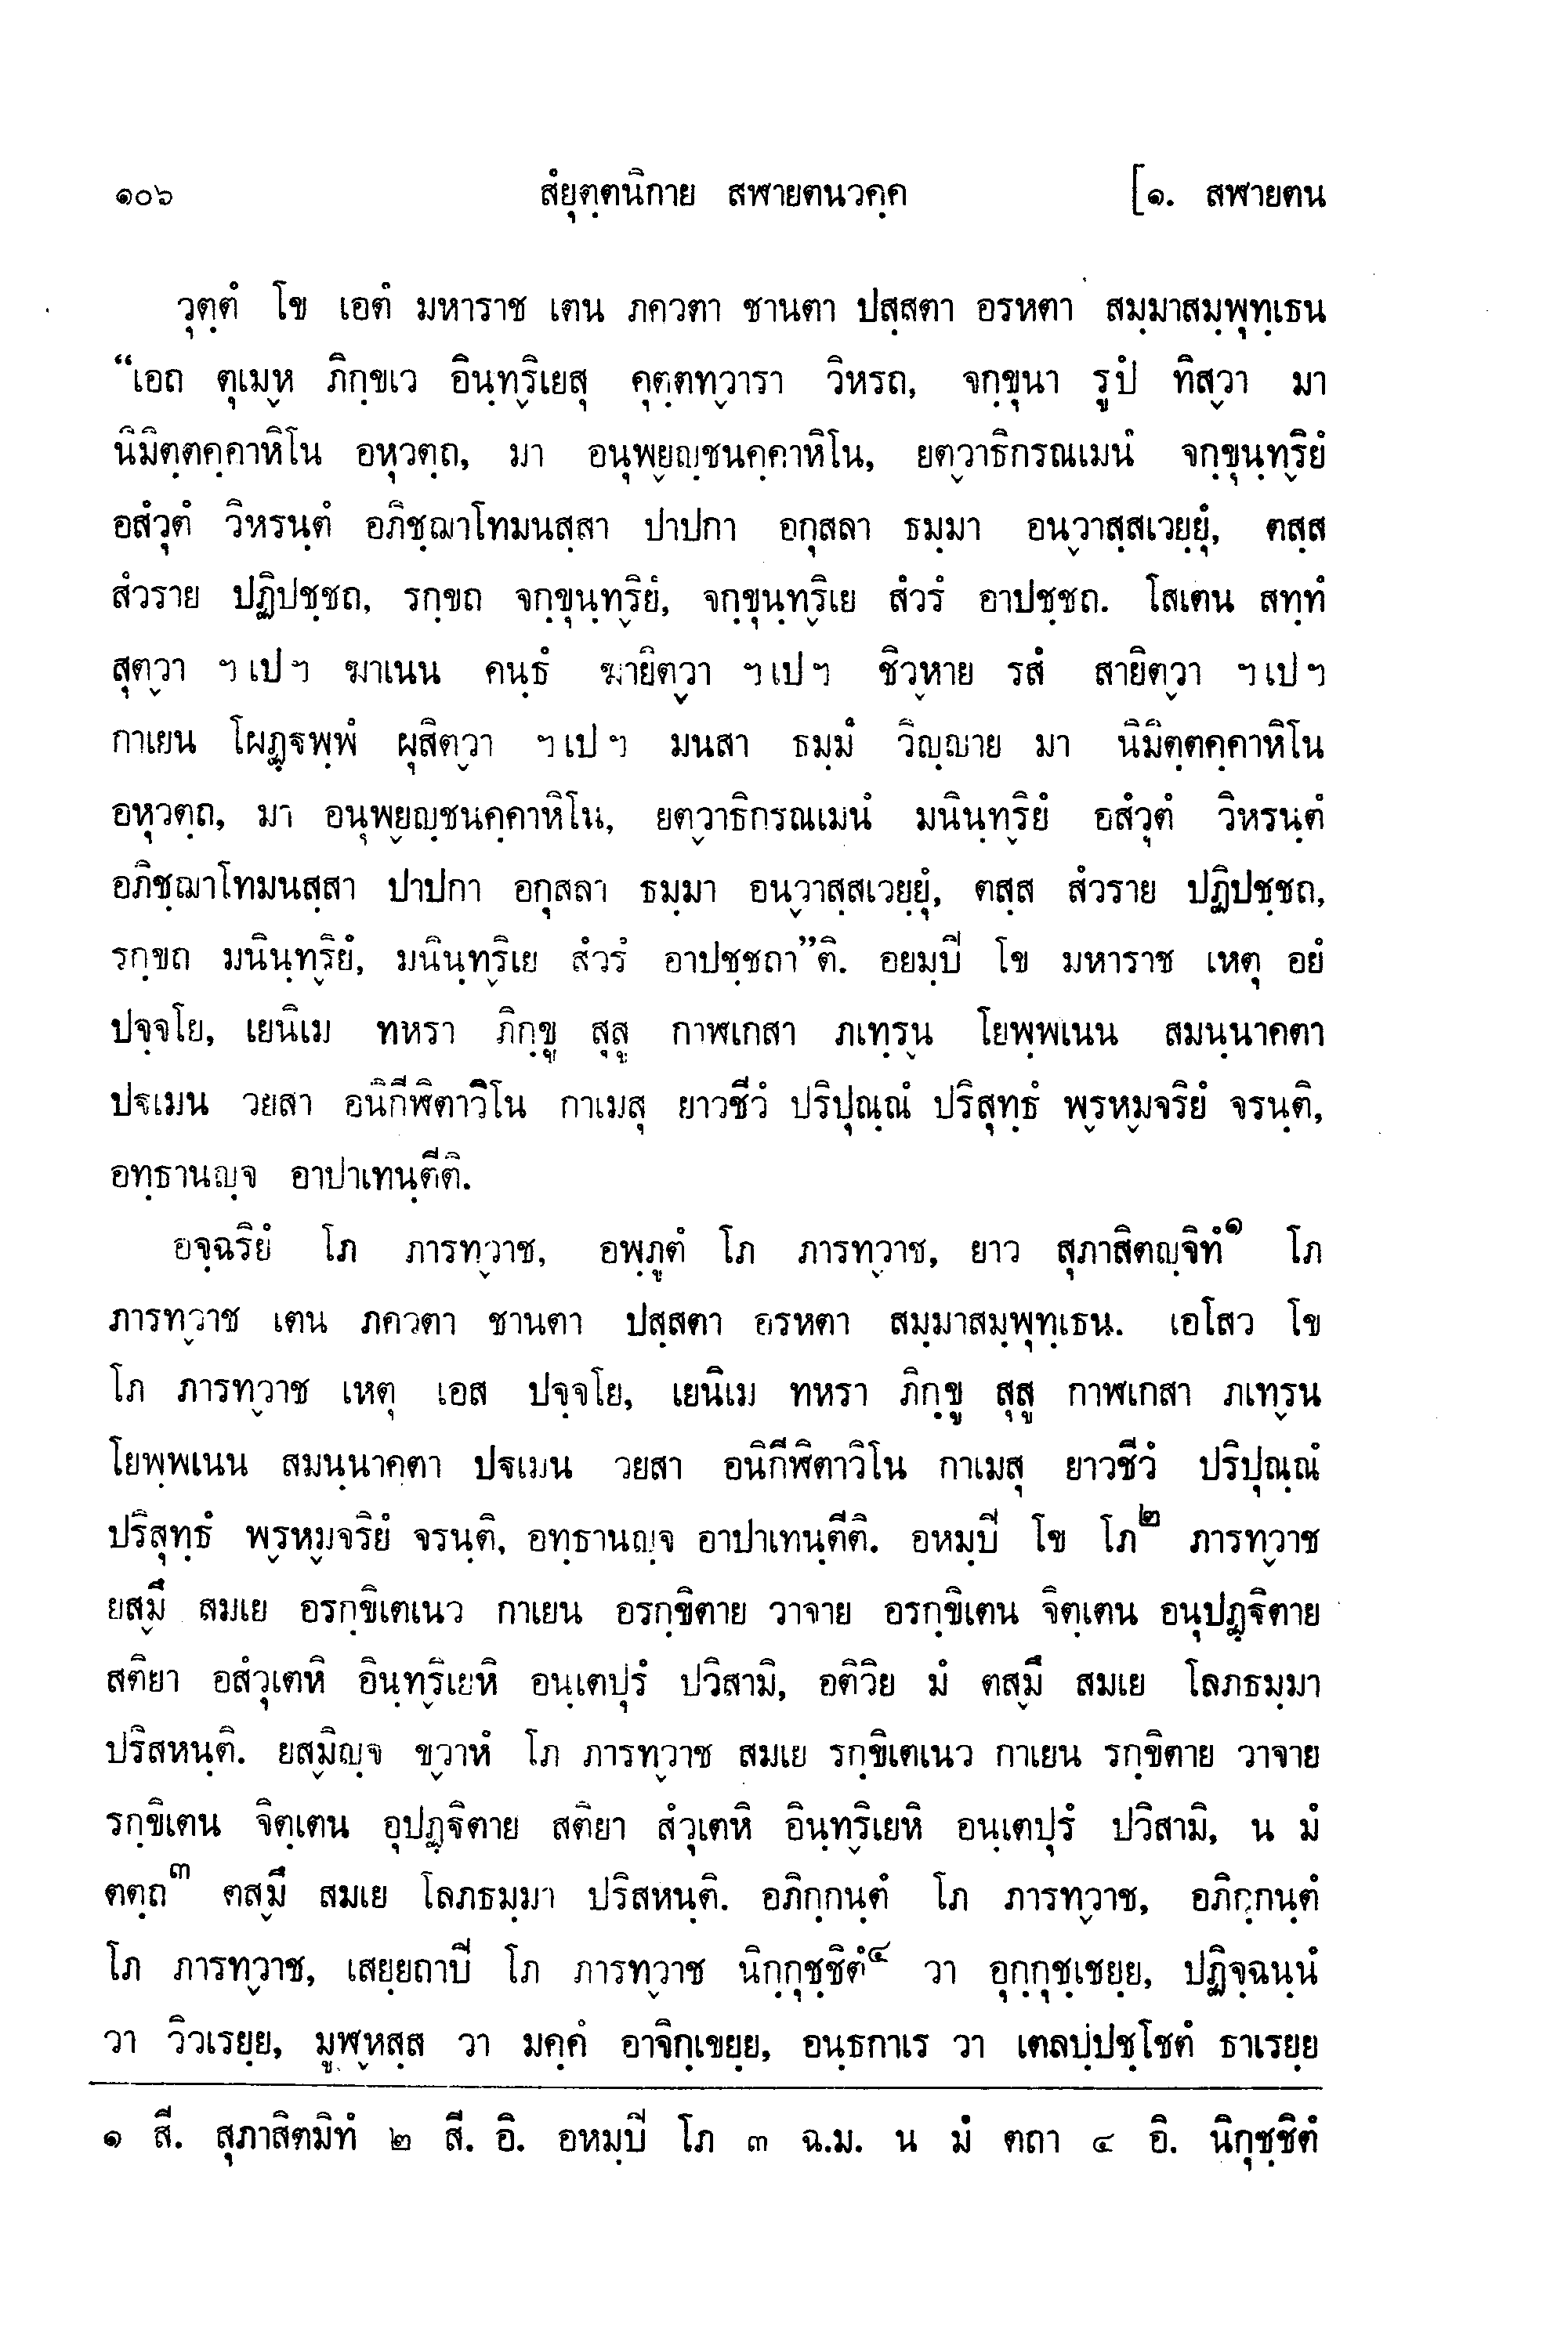 ๑๐๖ สํยุตฺตนิกาย สฬายตนวคฺค [๑. สฬายตน
วุตฺตํ โข เอตํ มหาราช เตน ภควตา ชานตา ปสฺสตา อรหตา สมฺมาสมฺพุทฺเธน
“เอถ ตุเมฺห ภิกฺขเว อินฺทฺริเยสุ คุตฺตทฺวารา วิหรถ, จกฺขุนา รูปํ ทิสฺวา มา
นิมิตฺตคฺคาหิโน อหุวตฺถ, มา อนุพฺยญฺชนคฺคาหิโน, ยตฺวาธิกรณเมนํ จกฺขุนฺทฺริยํ
อสํวุตํ วิหรนฺตํ อภิชฺฌาโทมนสฺสา ปาปกา อกุสลา ธมฺมา อนฺวาสฺสเวยฺยุํ, ตสฺส
สํวราย ปฏิปชฺชถ, รกฺขถ จกฺขุนฺทฺริยํ, จกฺขุนฺทฺริเย สํวรํ อาปชฺชถ. โสเตน สทฺทํ
สุตฺวา ฯเปฯ ฆาเนน คนฺธํ ฆายิตฺวา ฯเปฯ ชิวฺหาย รสํ สายิตฺวา ฯเปฯ
กาเยน โผฏฺฐพฺพํ ผุสิตฺวา ฯเปฯ มนสา ธมฺมํ วิญฺญาย มา นิมิตฺตคฺคาหิโน
อหุวตฺถ, มา อนุพฺยญฺชนคฺคาหิโน, ยตฺวาธิกรณเมนํ มนินฺทฺริยํ อสํวุตํ วิหรนฺตํ
อภิชฺฌาโทมนสฺสา ปาปกา อกุสลา ธมฺมา อนฺวาสฺสเวยฺยุํ, ตสฺส สํวราย ปฏิปชฺชถ,
รกฺขถ มนินฺทฺริยํ, มนินฺทฺริเย สํวรํ อาปชฺชถา”ติ. อยมฺปิ โข มหาราช เหตุ อยํ
ปจฺจโย, เยนิเม ทหรา ภิกฺขู สุสู กาฬเกสา ภเทฺรน โยพฺพเนน สมนฺนาคตา
ปฐเมน วยสา อนิกีฬิตาวิโน กาเมสุ ยาวชีวํ ปริปุณฺณํ ปริสุทฺธํ พฺรหฺมจริยํ จรนฺติ,
อทฺธานญฺจ อาปาเทนฺตีติ.
อจฺฉริยํ โภ ภารทฺวาช, อพฺภูตํ โภ ภารทฺวาช, ยาว สุภาสิตญฺจิทํ๑ โภ
ภารทฺวาช เตน ภควตา ชานตา ปสฺสตา อรหตา สมฺมาสมฺพุทฺเธน. เอโสว โข
โภ ภารทฺวาช เหตุ เอส ปจฺจโย, เยนิเม ทหรา ภิกฺขู สุสู กาฬเกสา ภเทฺรน
โยพฺพเนน สมนฺนาคตา ปฐเมน วยสา อนิกีฬิตาวิโน กาเมสุ ยาวชีวํ ปริปุณฺณํ
ปริสุทฺธํ พฺรหฺมจริยํ จรนฺติ, อทฺธานญฺจ อาปาเทนฺตีติ. อหมฺปิ โข โภ๒ ภารทฺวาช
ยสฺมึ สมเย อรกฺขิเตเนว กาเยน อรกฺขิตาย วาจาย อรกฺขิเตน จิตฺเตน อนุปฏฺฐิตาย
สติยา อสํวุเตหิ อินฺทฺริเยหิ อนฺเตปุรํ ปวิสามิ, อติวิย มํ ตสฺมึ สมเย โลภธมฺมา
ปริสหนฺติ. ยสฺมิญฺจ ขฺวาหํ โภ ภารทฺวาช สมเย รกฺขิเตเนว กาเยน รกฺขิตาย วาจาย
รกฺขิเตน จิตฺเตน อุปฏฺฐิตาย สติยา สํวุเตหิ อินฺทฺริเยหิ อนฺเตปุรํ ปวิสามิ, น มํ
ตตฺถ๓ ตสฺมึ สมเย โลภธมฺมา ปริสหนฺติ. อภิกฺกนฺตํ โภ ภารทฺวาช, อภิกฺกนฺตํ
โภ ภารทฺวาช, เสยฺยถาปิ โภ ภารทฺวาช นิกฺกุชฺชิตํ๔ วา อุกฺกุชฺเชยฺย, ปฏิจฺฉนฺนํ
วา วิวเรยฺย, มูฬฺหสฺส วา มคฺคํ อาจิกฺเขยฺย, อนฺธกาเร วา เตลปฺปชฺโชตํ ธาเรยฺย
๑ สี. สุภาสิตมิทํ ๒ สี. อิ. อหมฺปิ โภ ๓ ฉ.ม. น มํ ตถา ๔ อิ. นิกุชฺชิตํ